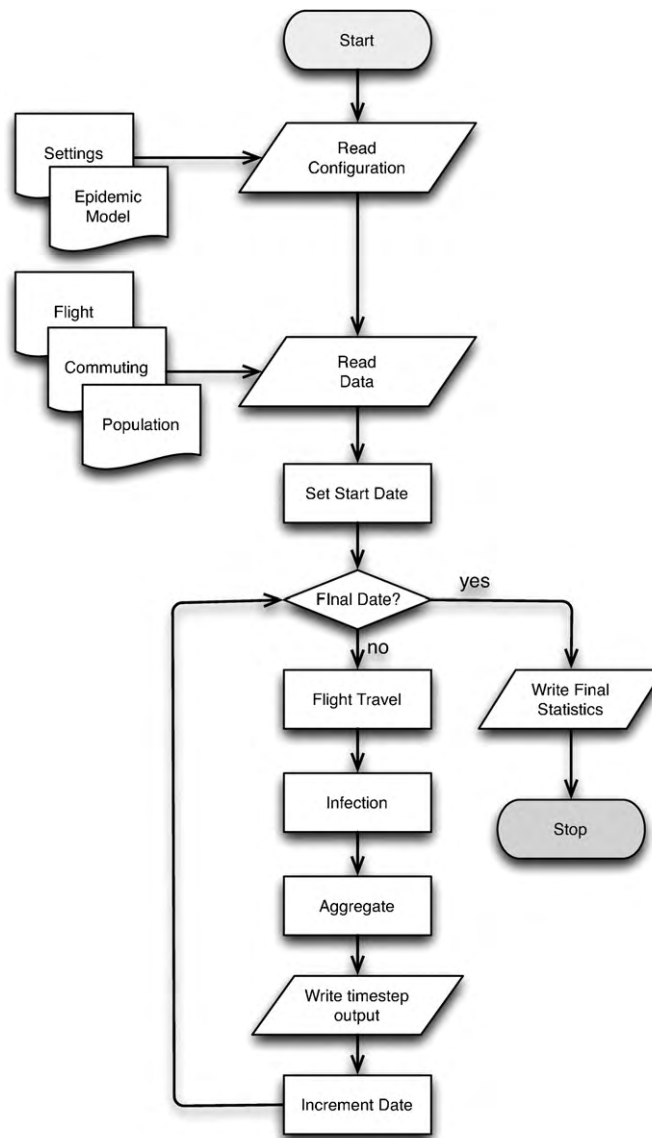 Start
Settings
Epidemic
Model
Read
Configuration
Flight
Commuting
Population
Read
Data
Set Start Date
FInal Date?
yes
no
Flight Travel
Write Final
Statistics
Infection
Stop
Aggregate
Write timestep
output
Increment Date